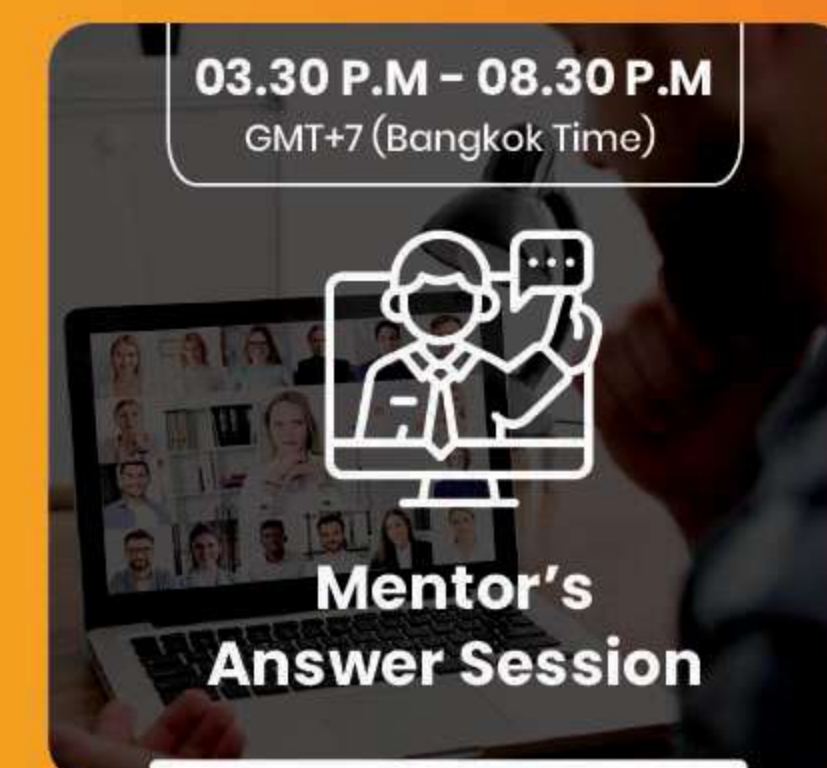 03.30 P.M - 08.30 P.M
GMT+7 (Bangkok Time)
Mentor's
Answer Session